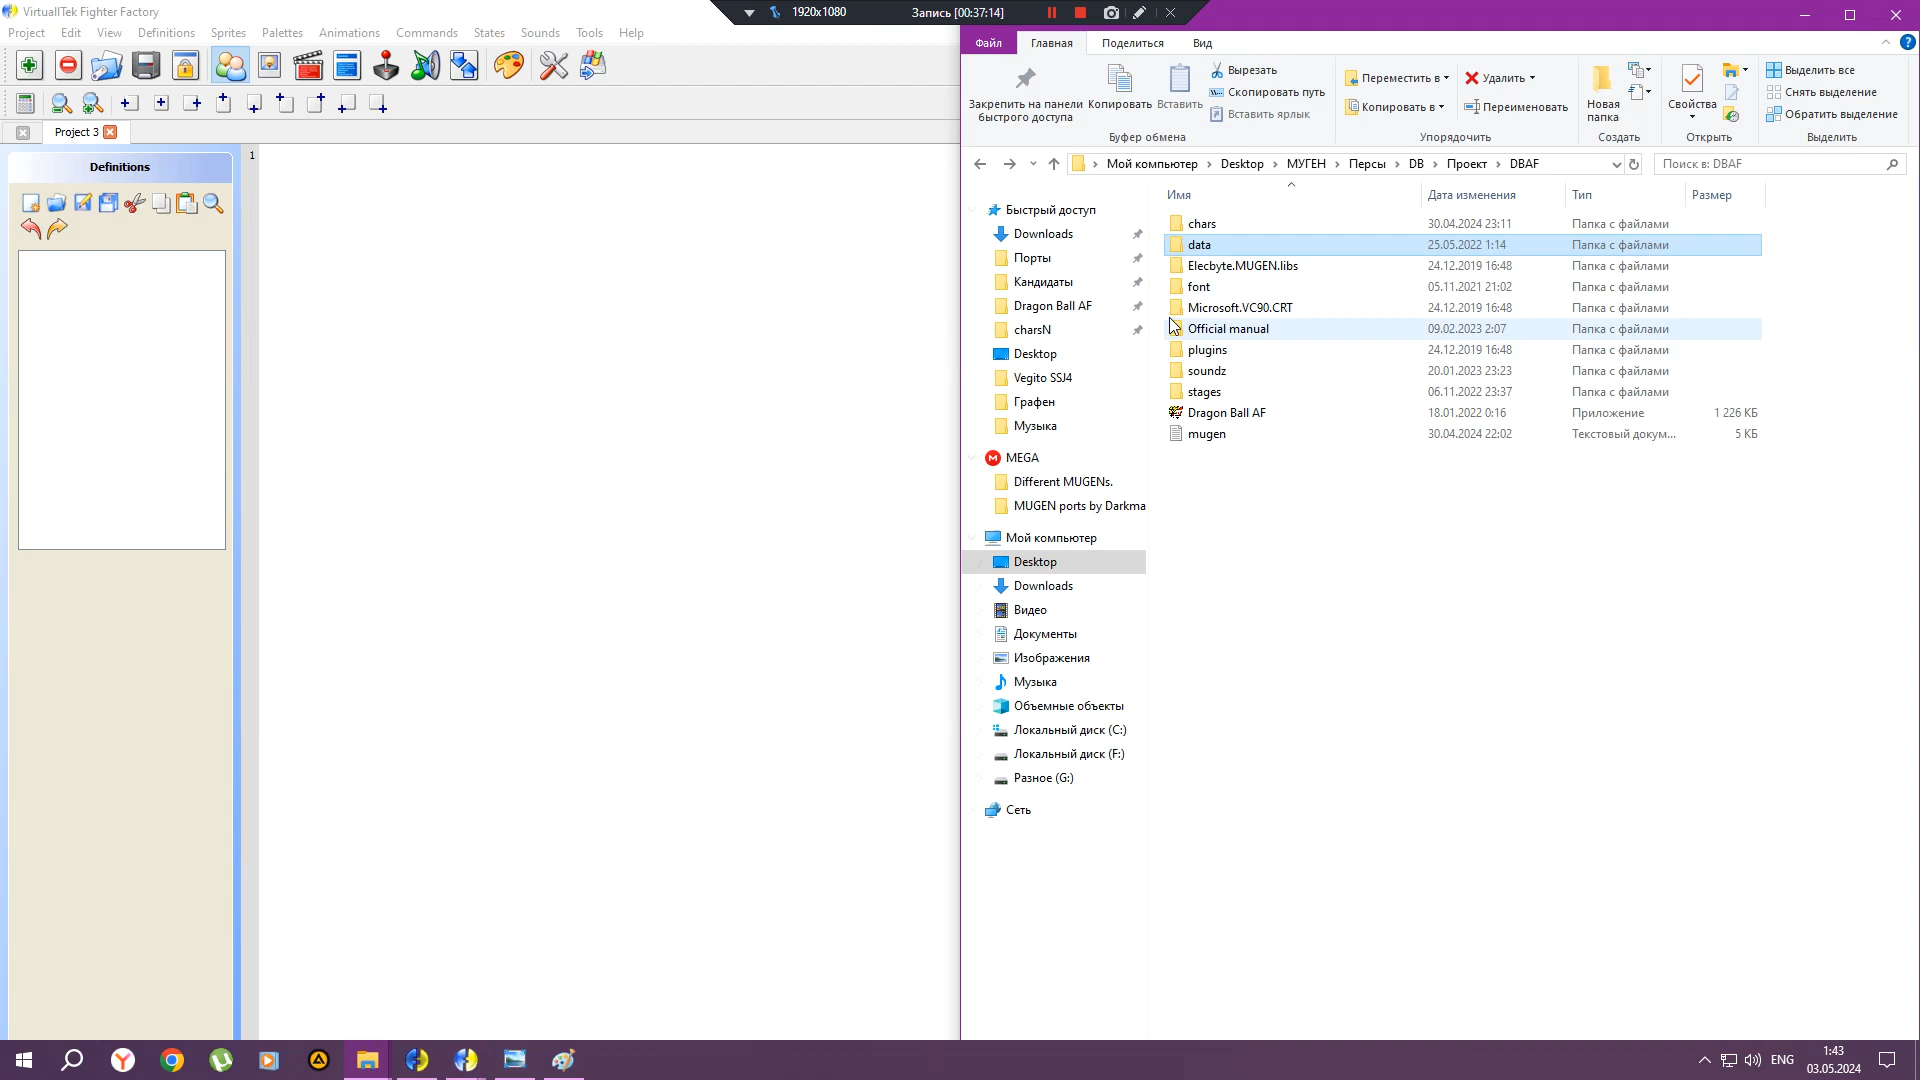 VirtuallTek Fighter Factory
1920x1080
Запись [00:37:14]
Project Edit View Definitions Sprites Palettes Animations Commands States Sounds Tools Help
Project 3
Definitions
1
Файл Главная Поделиться Вид
Закрепить на панели быстрого доступа
Копировать
Вставить
Вырезать
Скопировать путь
Вставить ярлык
Буфер обмена
Переместить в
Копировать в
Удалить
Переименовать
Упорядочить
Новая папка
Создать
Свойства
Открыть
Выделить все
Снять выделение
Обратить выделение
Выделить
Мой компьютер Desktop МУГЕН Персы DB Проект DBAF
Поиск в: DBAF
Имя Дата изменения Тип Размер
Быстрый доступ
Downloads
Порты
Кандидаты
Dragon Ball AF
charsN
Desktop
Vegito SSJ4
Графен
Музыка
MEGA
Different MUGENs.
MUGEN ports by Darkma
Мой компьютер
Desktop
Downloads
Видео
Документы
Изображения
Музыка
Объемные объекты
Локальный диск (C:)
Локальный диск (F:)
Разное (G:)
Сеть
chars 30.04.2024 23:11 Папка с файлами
data 25.05.2022 1:14 Папка с файлами
Elecbyte.MUGEN.libs 24.12.2019 16:48 Папка с файлами
font 05.11.2021 21:02 Папка с файлами
Microsoft.VC90.CRT 24.12.2019 16:48 Папка с файлами
Official manual 09.02.2023 2:07 Папка с файлами
plugins 24.12.2019 16:48 Папка с файлами
soundz 20.01.2023 23:23 Папка с файлами
stages 06.11.2022 23:37 Папка с файлами
Dragon Ball AF 18.01.2022 0:16 Приложение 1 226 КБ
mugen 30.04.2024 22:02 Текстовый докум... 5 КБ
ENG
1:43
03.05.2024